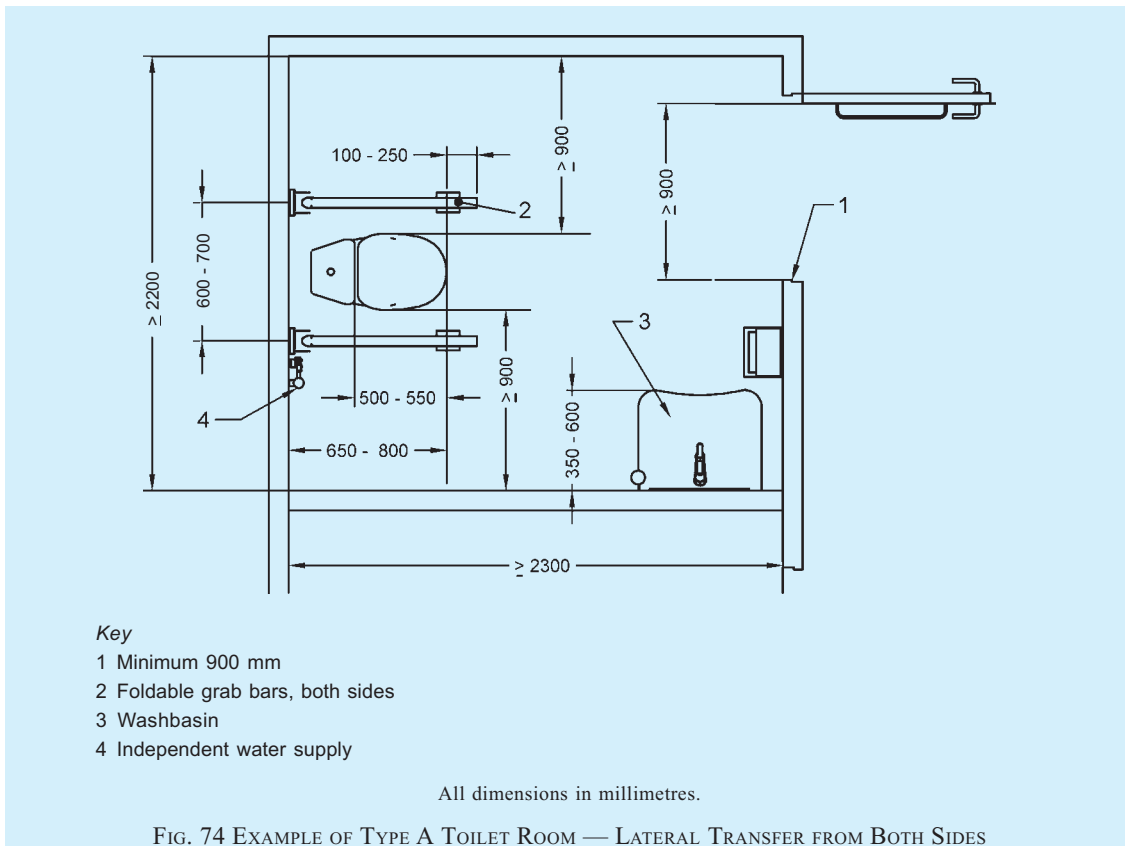 100 - 250
≥ 900
≥ 900
1
2
600 - 700
≥ 2200
3
≥ 900
500 - 550
350 - 600
4
650 - 800
≥ 2300
Key
1 Minimum 900 mm
2 Foldable grab bars, both sides
3 Washbasin
4 Independent water supply
All dimensions in millimetres.
FIG. 74 EXAMPLE OF TYPE A TOILET ROOM — LATERAL TRANSFER FROM BOTH SIDES